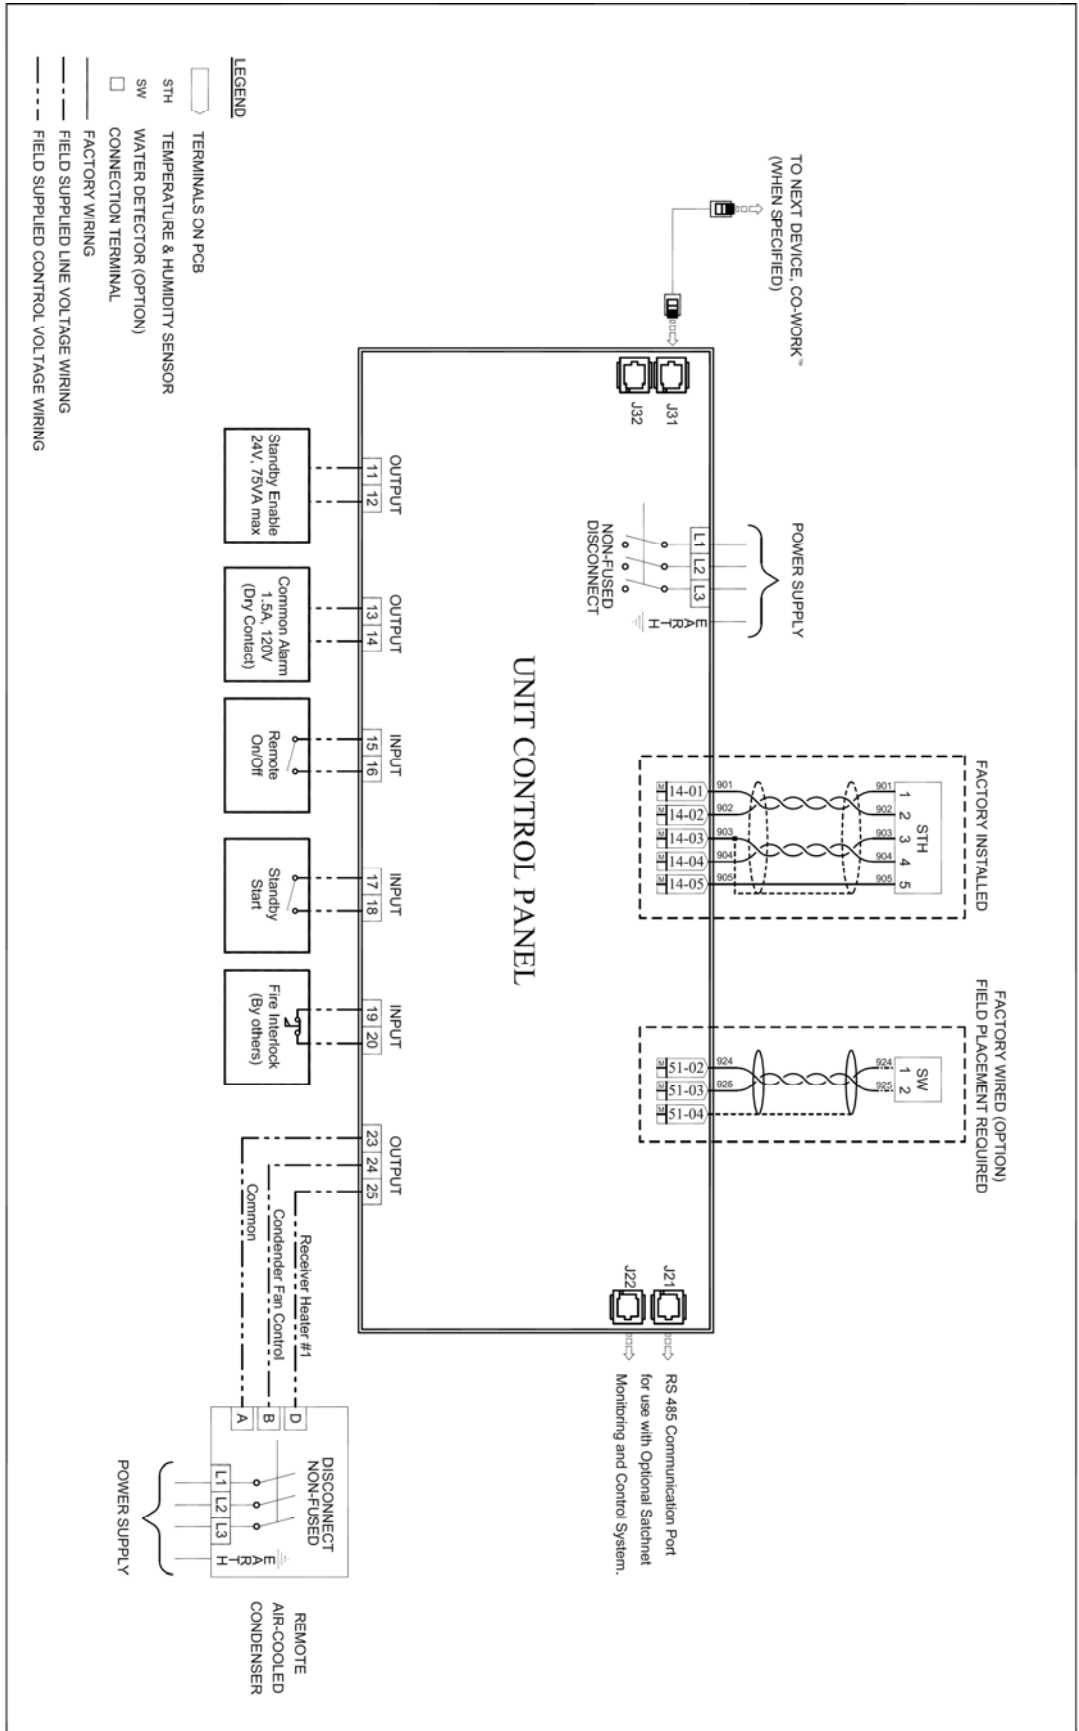 TO NEXT DEVICE, CO-WORK™
(WHEN SPECIFIED)
J31
J32
POWER SUPPLY
L1 L2 L3
EARTH
NON-FUSED
DISCONNECT
FACTORY INSTALLED
STH
1 2 3 4 5
901 902 903 904 905
901 902 903 904 905
14-01 14-02 14-03 14-04 14-05
FACTORY WIRED (OPTION)
FIELD PLACEMENT REQUIRED
SW
1 2
924 925
924 926
51-02 51-03 51-04
J21
J22
RS 485 Communication Port
for use with Optional Satchnet
Monitoring and Control System.
UNIT CONTROL PANEL
OUTPUT
11 12
Standby Enable
24V, 75VA max
OUTPUT
13 14
Common Alarm
1.5A, 120V
(Dry Contact)
INPUT
15 16
Remote
On/Off
INPUT
17 18
Standby
Start
INPUT
19 20
Fire Interlock
(By others)
OUTPUT
23 24 25
Receiver Heater #1
Condender Fan Control
Common
D
B
A
DISCONNECT
NON-FUSED
L1 L2 L3
EARTH
POWER SUPPLY
REMOTE
AIR-COOLED
CONDENSER
LEGEND
TERMINALS ON PCB
STH TEMPERATURE & HUMIDITY SENSOR
SW WATER DETECTOR (OPTION)
CONNECTION TERMINAL
FACTORY WIRING
FIELD SUPPLIED LINE VOLTAGE WIRING
FIELD SUPPLIED CONTROL VOLTAGE WIRING